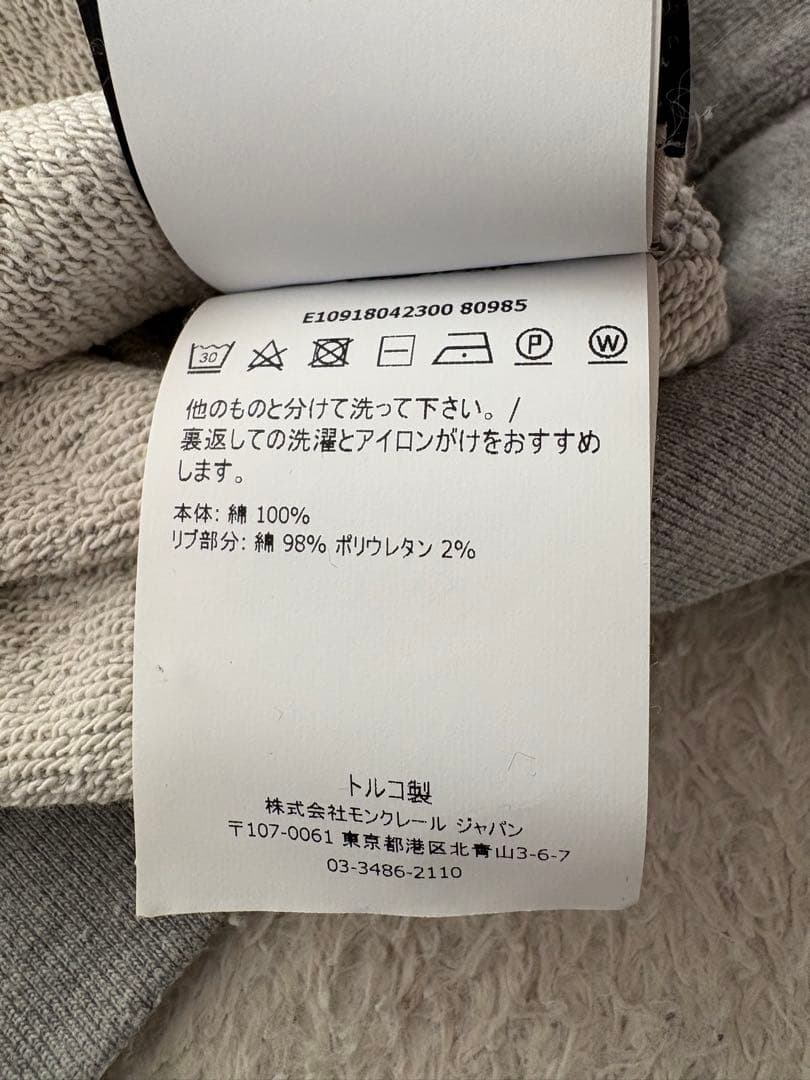 E10918042300 80985
30 P W
他のものと分けて洗って下さい。/
裏返しての洗濯とアイロンがけをおすすめ
します。
本体: 綿 100%
リブ部分: 綿 98% ポリウレタン 2%
トルコ製
株式会社モンクレール ジャパン
〒107-0061 東京都港区北青山3-6-7
03-3486-2110